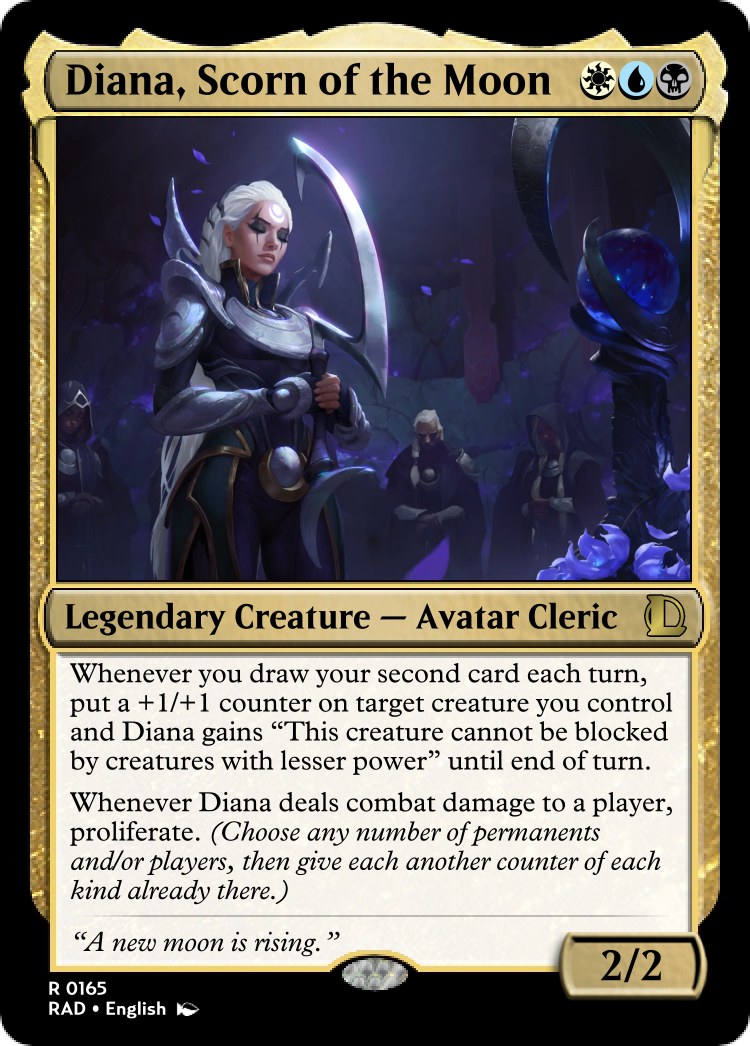 Diana, Scorn of the Moon
Legendary Creature — Avatar Cleric
Whenever you draw your second card each turn,
put a +1/+1 counter on target creature you control
and Diana gains “This creature cannot be blocked
by creatures with lesser power” until end of turn.
Whenever Diana deals combat damage to a player,
proliferate. (Choose any number of permanents
and/or players, then give each another counter of each
kind already there.)
“A new moon is rising.”
2/2
R 0165
RAD • English